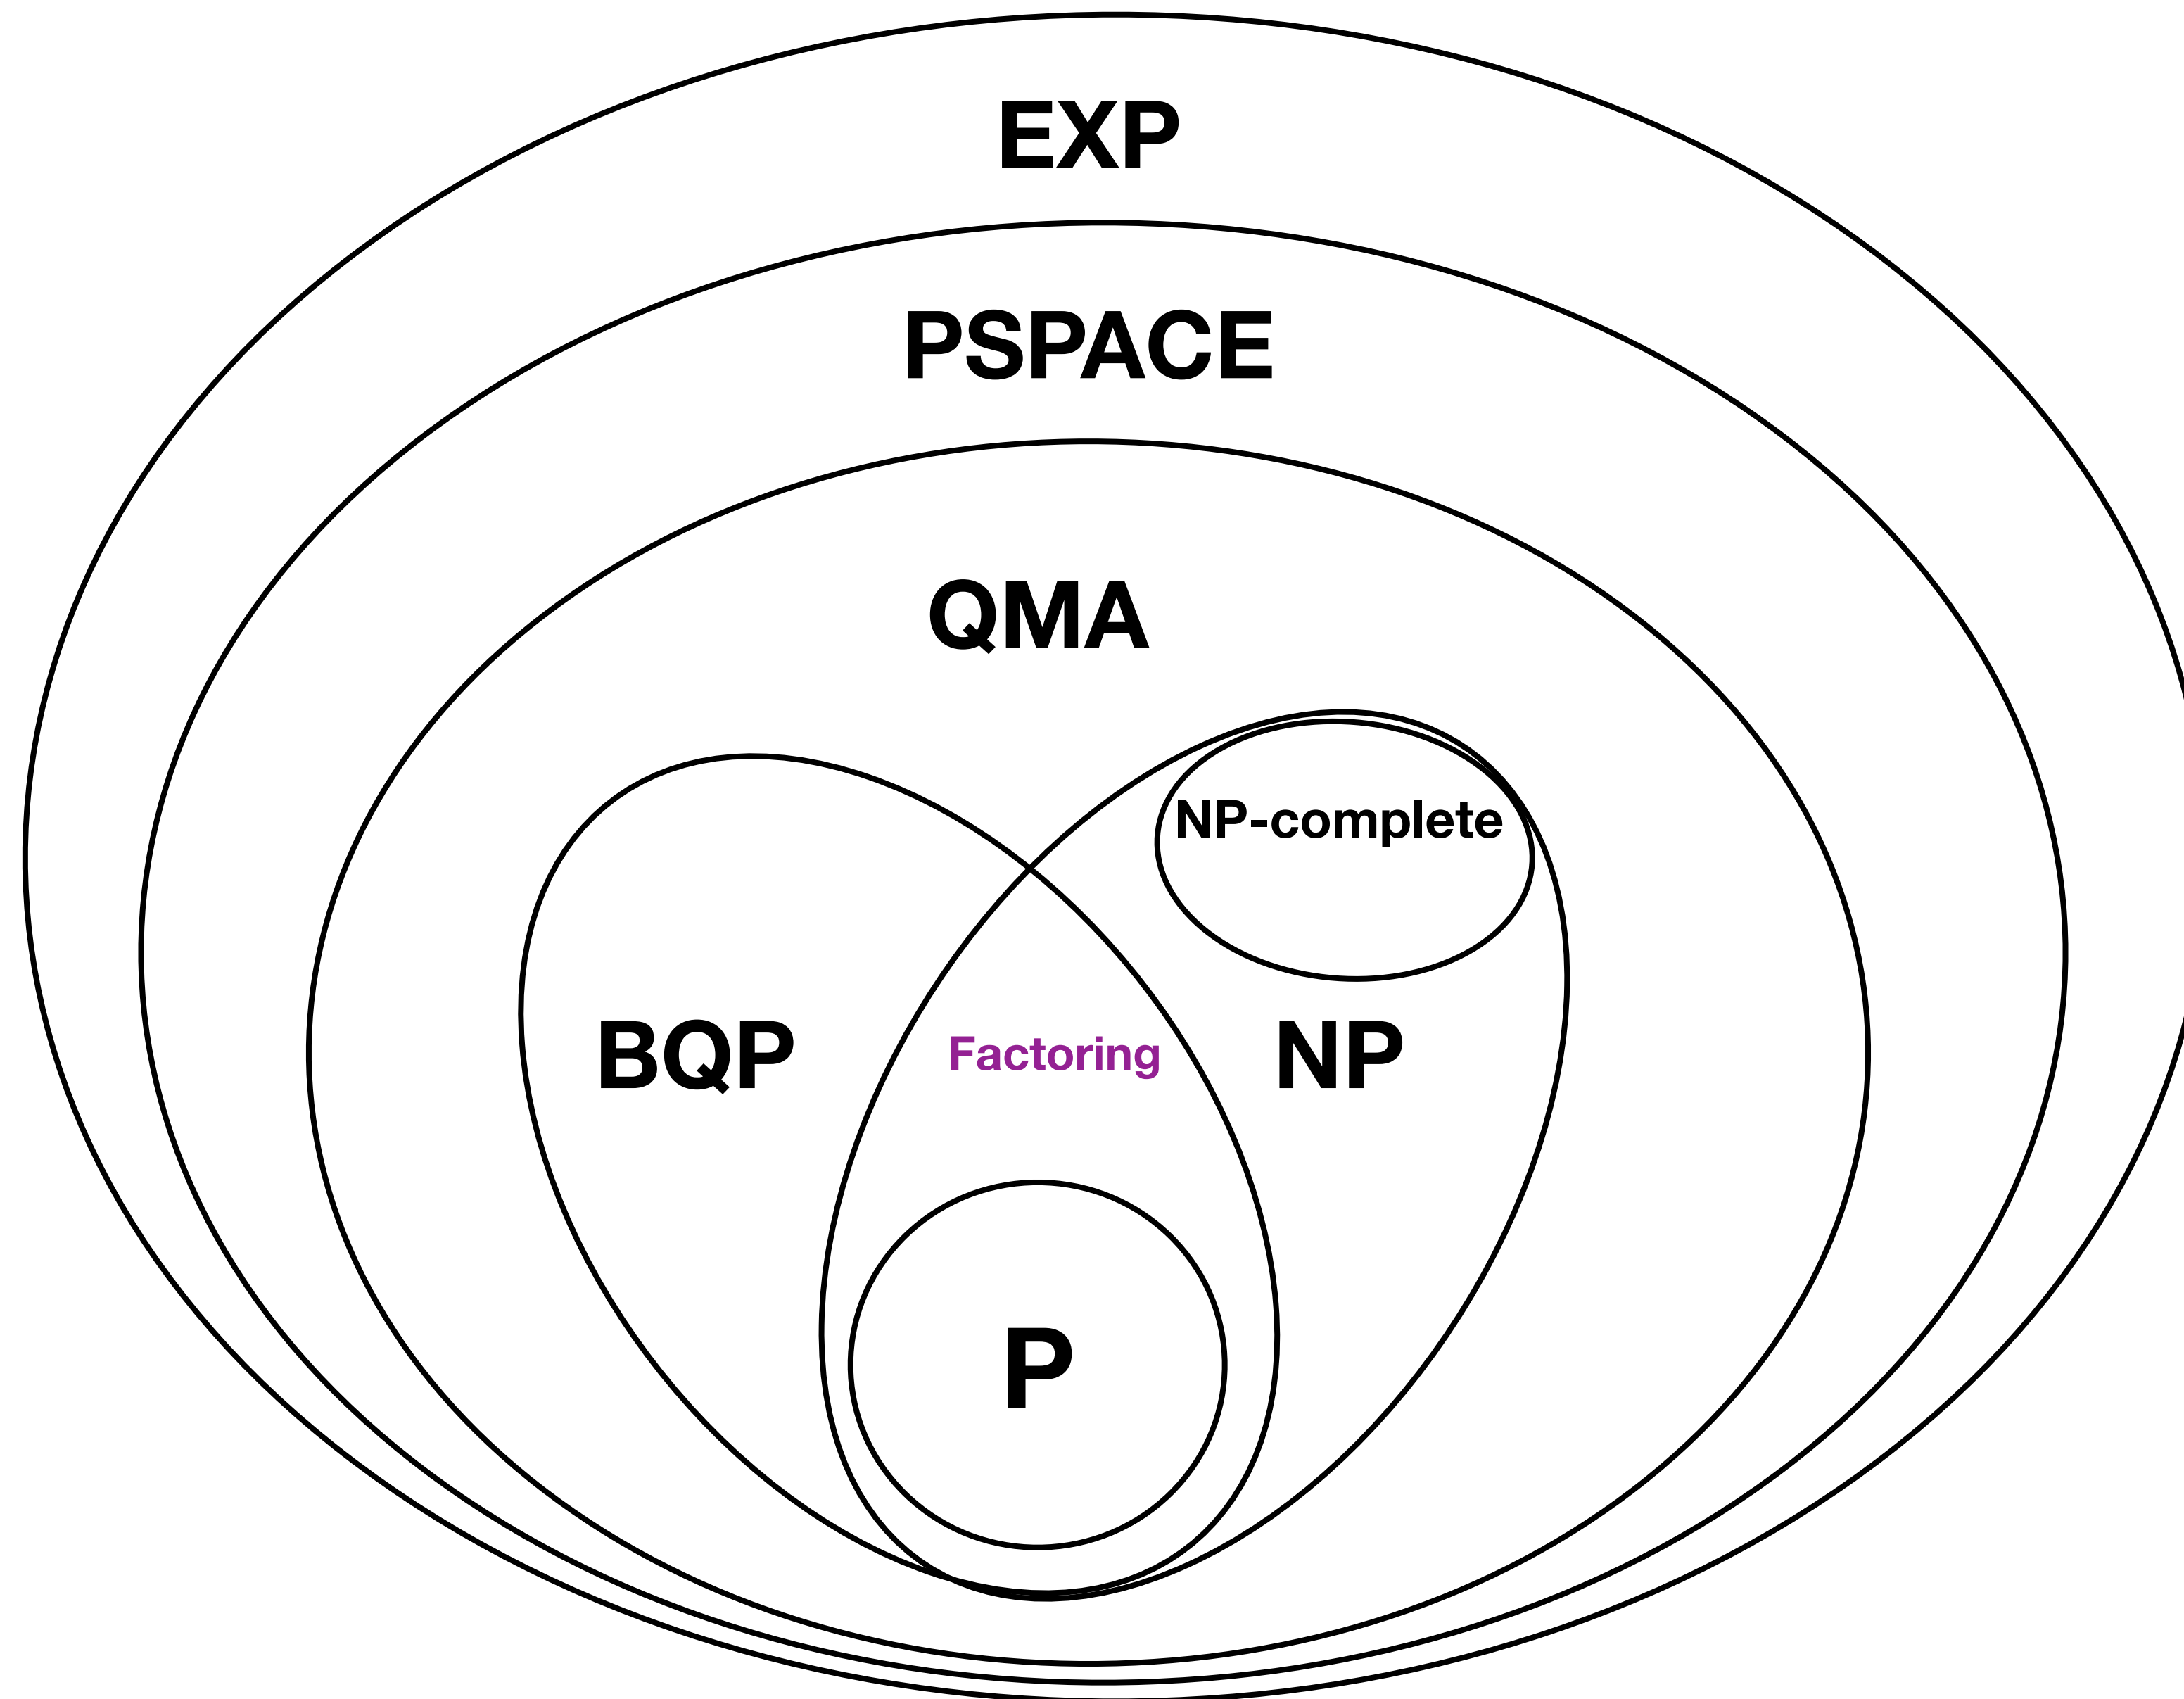 EXP
PSPACE
QMA
NP-complete
BQP
Factoring
NP
P